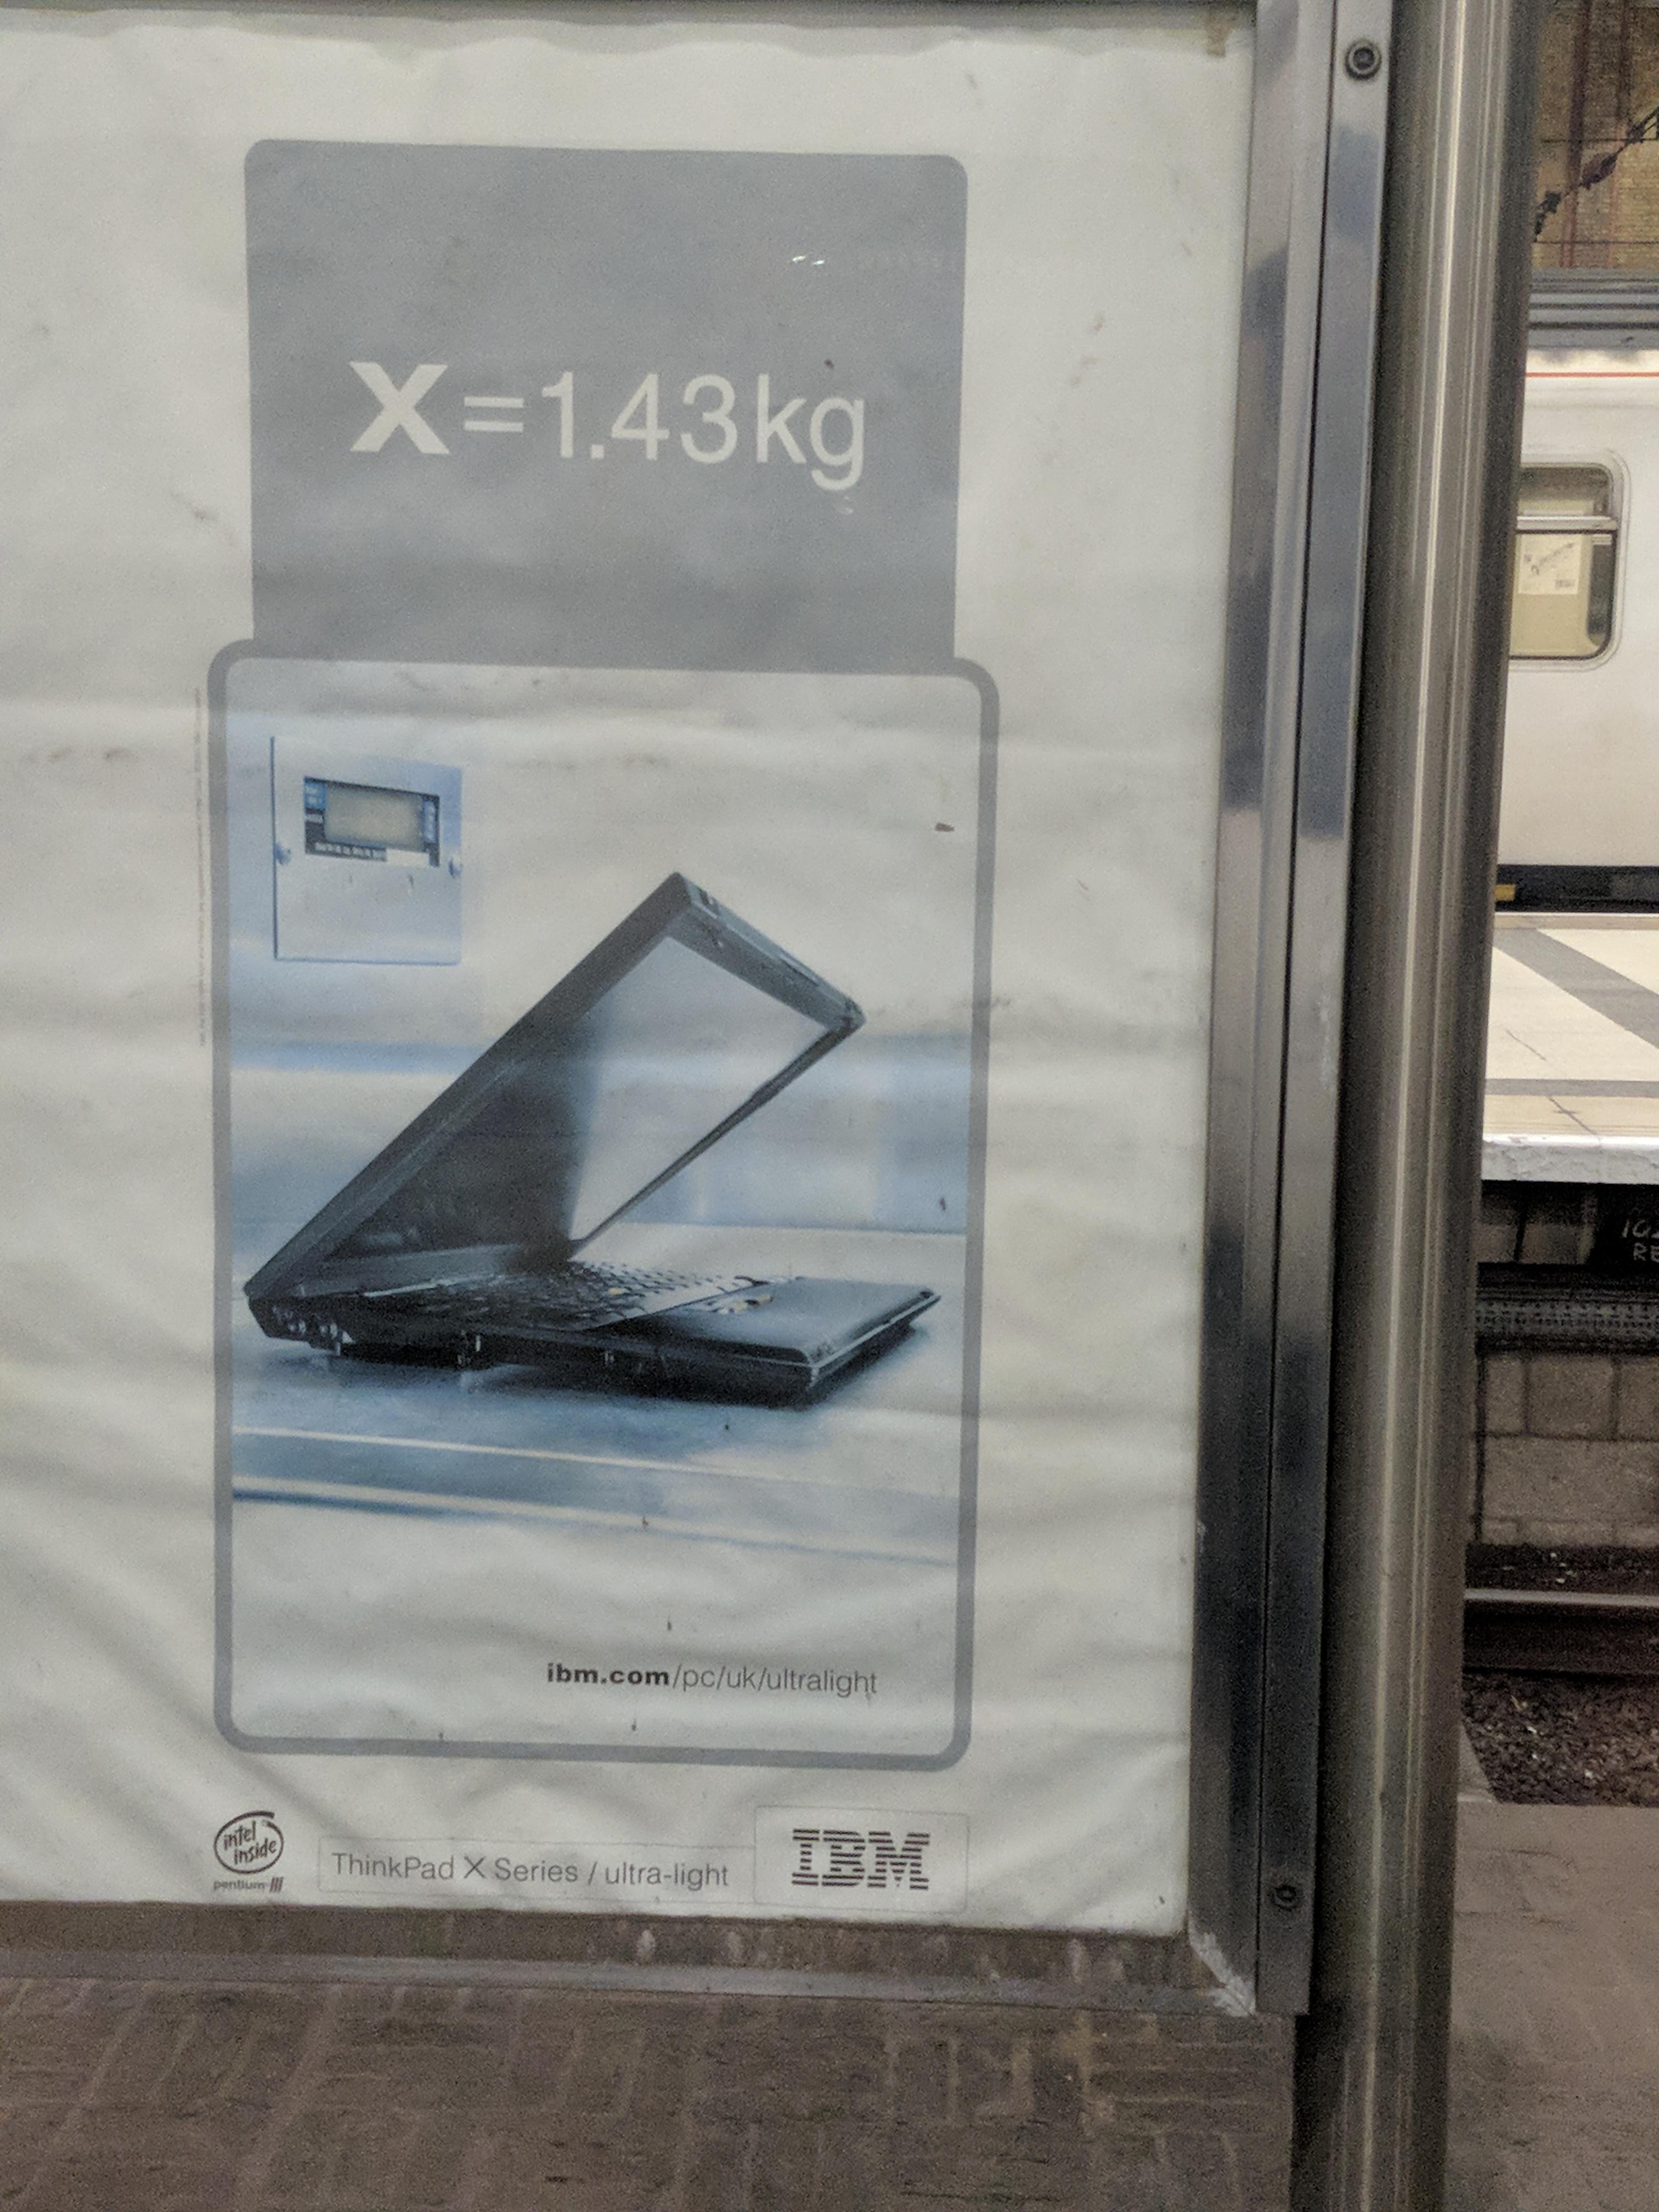 X=1.43kg
ibm.com/pc/uk/ultralight
intel
inside
pentium III
ThinkPad X Series / ultra-light
IBM